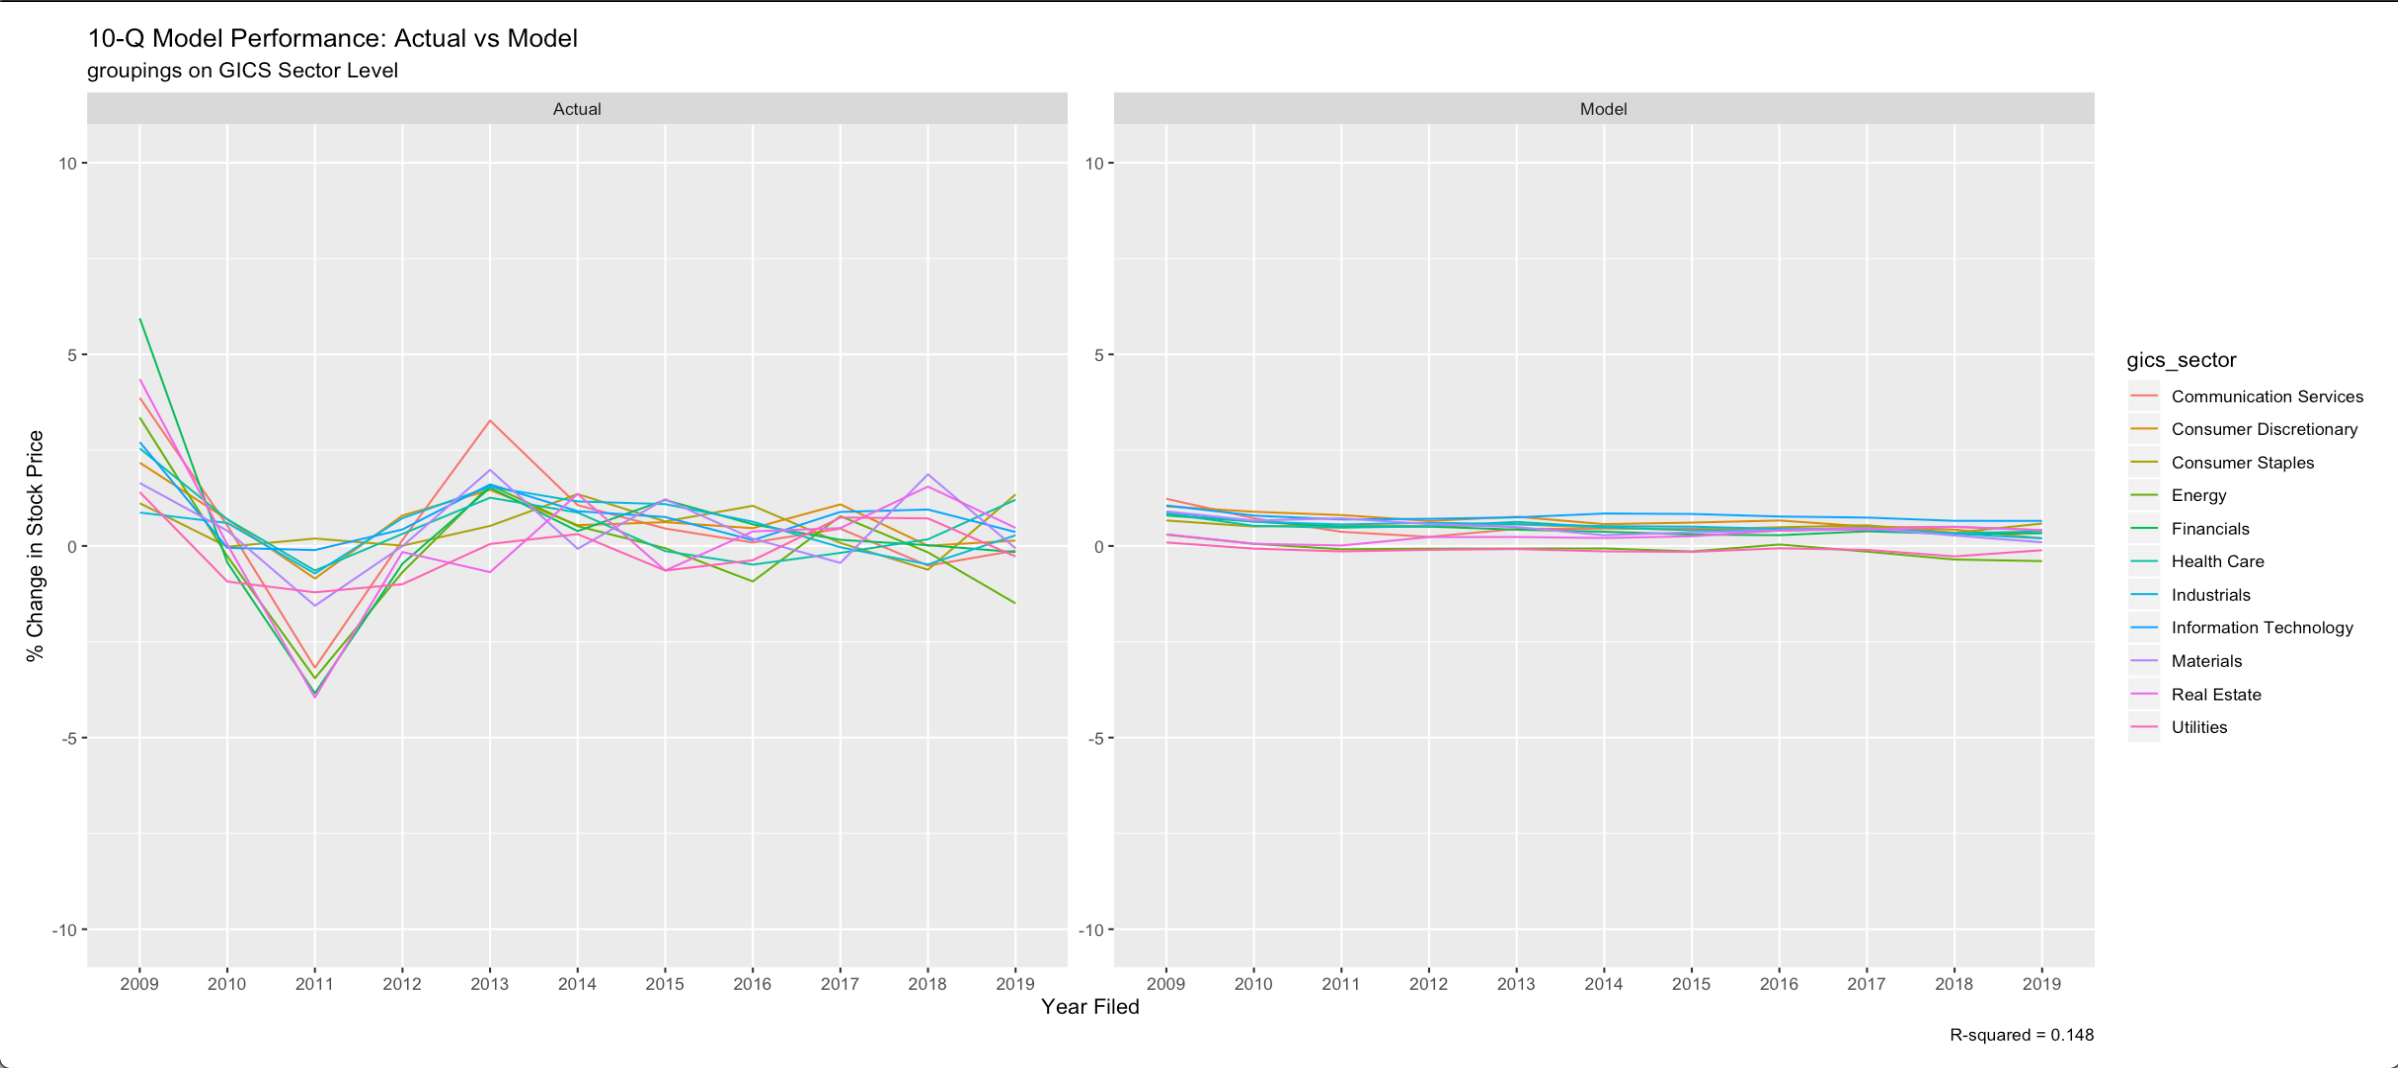 10-Q Model Performance: Actual vs Model
groupings on GICS Sector Level
Actual
Model
% Change in Stock Price
10
5
0
-5
-10
10
5
0
-5
-10
2009 2010 2011 2012 2013 2014 2015 2016 2017 2018 2019
2009 2010 2011 2012 2013 2014 2015 2016 2017 2018 2019
Year Filed
gics_sector
Communication Services
Consumer Discretionary
Consumer Staples
Energy
Financials
Health Care
Industrials
Information Technology
Materials
Real Estate
Utilities
R-squared = 0.148